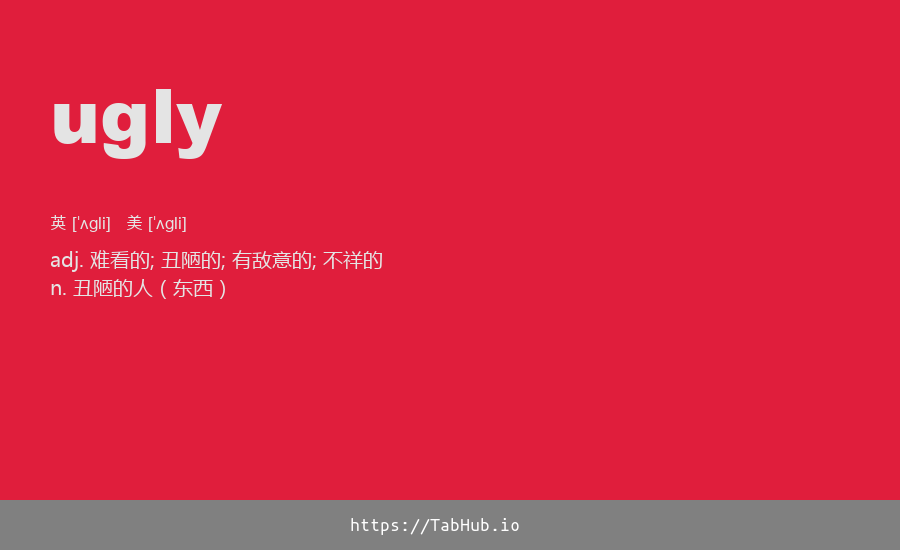 ugly
英 [ˈʌgli] 美 [ˈʌgli]
adj. 难看的; 丑陋的; 有敌意的; 不祥的
n. 丑陋的人（东西）
https://TabHub.io